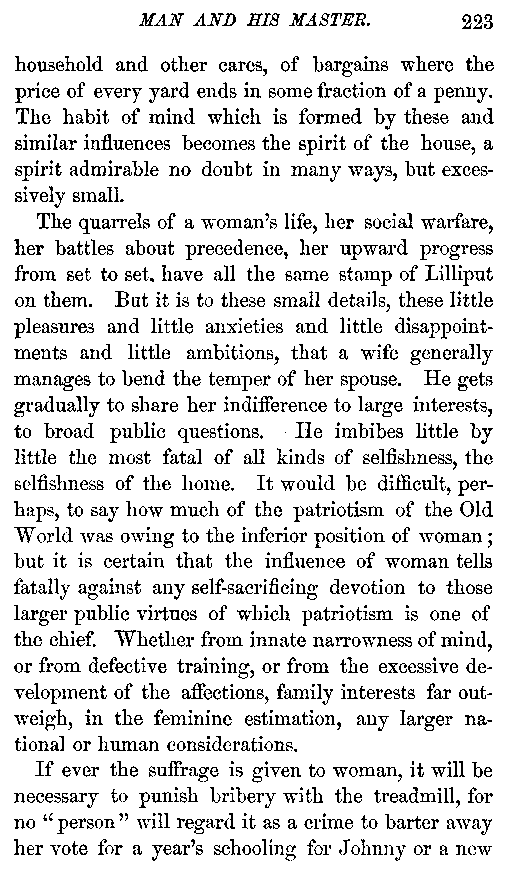 MAN AND HIS MASTER. 223
household and other cares, of bargains where the
price of every yard ends in some fraction of a penny.
The habit of mind which is formed by these and
similar influences becomes the spirit of the house, a
spirit admirable no doubt in many ways, but exces-
sively small.
The quarrels of a woman's life, her social warfare,
her battles about precedence, her upward progress
from set to set, have all the same stamp of Lilliput
on them. But it is to these small details, these little
pleasures and little anxieties and little disappoint-
ments and little ambitions, that a wife generally
manages to bend the temper of her spouse. He gets
gradually to share her indifference to large interests,
to broad public questions. He imbibes little by
little the most fatal of all kinds of selfishness, the
selfishness of the home. It would be difficult, per-
haps, to say how much of the patriotism of the Old
World was owing to the inferior position of woman;
but it is certain that the influence of woman tells
fatally against any self-sacrificing devotion to those
larger public virtues of which patriotism is one of
the chief. Whether from innate narrowness of mind,
or from defective training, or from the excessive de-
velopment of the affections, family interests far out-
weigh, in the feminine estimation, any larger na-
tional or human considerations.
If ever the suffrage is given to woman, it will be
necessary to punish bribery with the treadmill, for
no "person" will regard it as a crime to barter away
her vote for a year's schooling for Johnny or a new